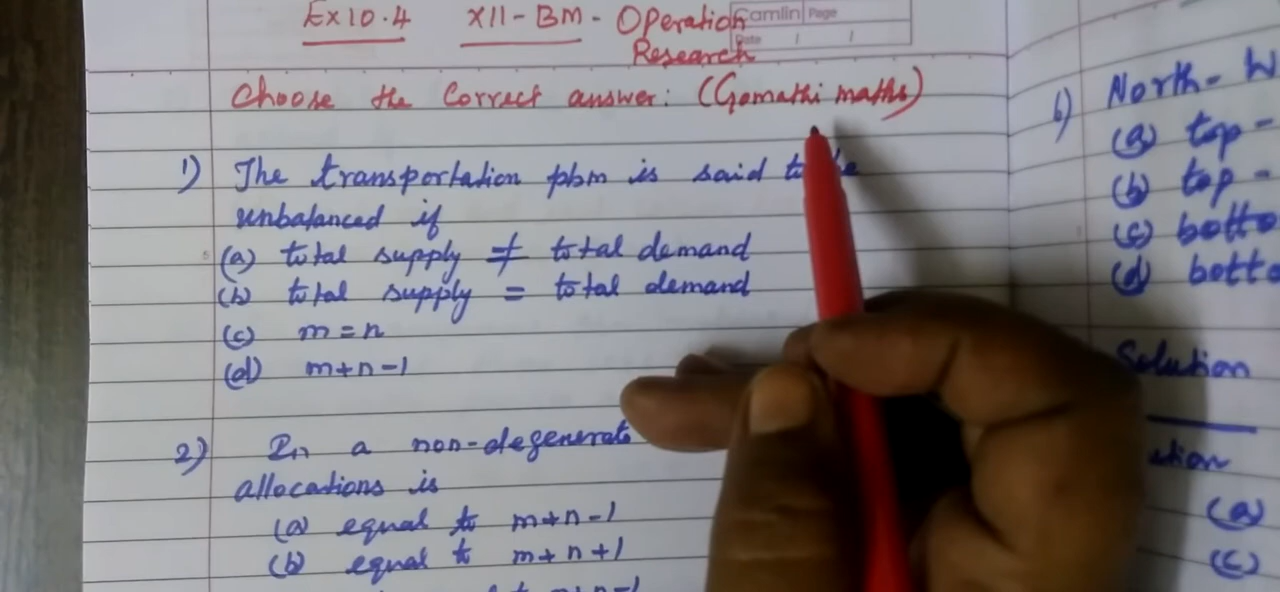 Ex 10.4 XII - BM - Operation
Research
Camlin Page
Date / /
Choose the Correct answer: (Gomathi maths)
1) The transportation pbm is said to be
unbalanced if
(a) total supply ≠ total demand
(b) total supply = total demand
(c) m = n
(d) m+n-1
2) In a non-degenerate
allocations is
(a) equal to m+n-1
(b) equal to m+n+1
m+n-1
6) North-W
(a) top -
(b) top -
(c) botto
(d) botto
Solution
(a)
(c)